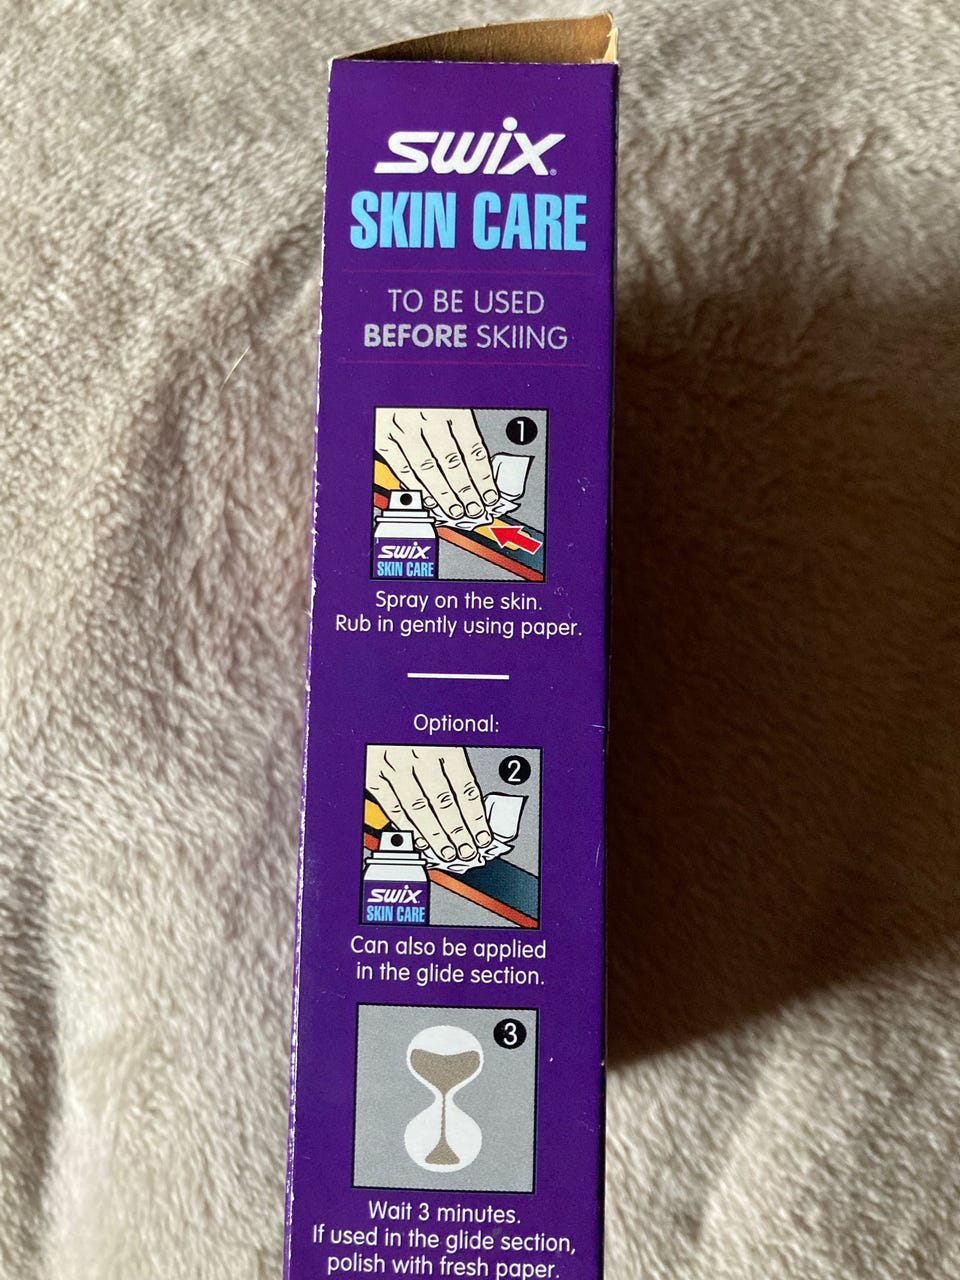 SWIX®
SKIN CARE
TO BE USED
BEFORE SKIING
1
SWIX
SKIN CARE
Spray on the skin.
Rub in gently using paper.
Optional:
2
SWIX
SKIN CARE
Can also be applied
in the glide section.
3
Wait 3 minutes.
If used in the glide section,
polish with fresh paper.